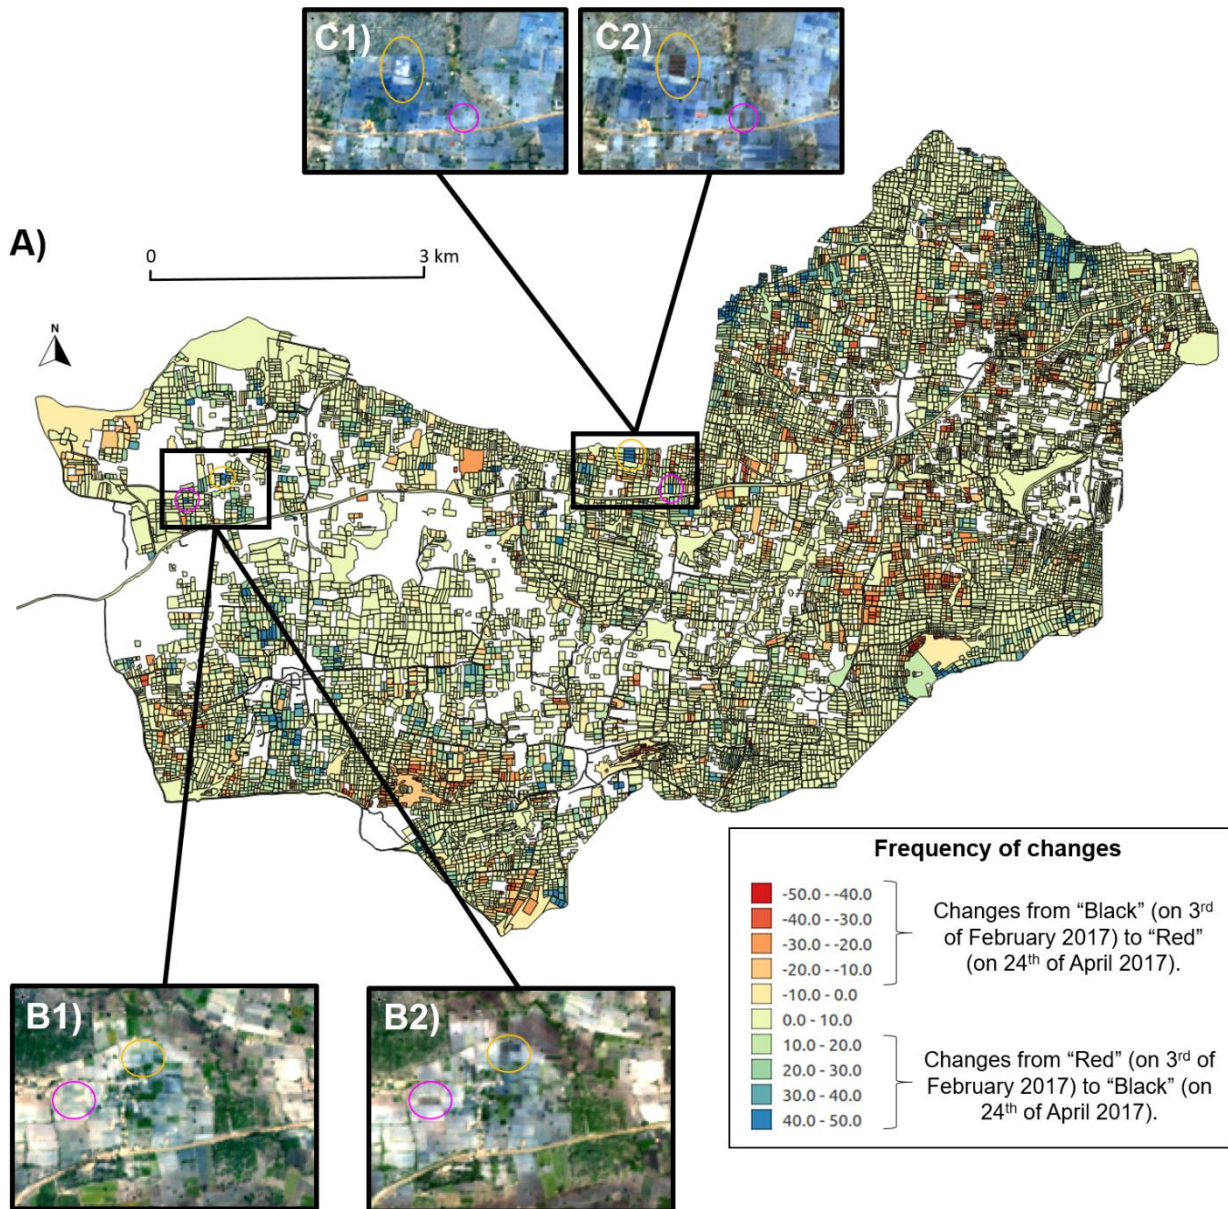 C1)
C2)
A)
0
3 km
N
B1)
B2)
Frequency of changes
-50.0 - -40.0
-40.0 - -30.0
-30.0 - -20.0
-20.0 - -10.0
-10.0 - 0.0
0.0 - 10.0
10.0 - 20.0
20.0 - 30.0
30.0 - 40.0
40.0 - 50.0
Changes from “Black” (on 3rd
of February 2017) to “Red”
(on 24th of April 2017).
Changes from “Red” (on 3rd of
February 2017) to “Black” (on
24th of April 2017).